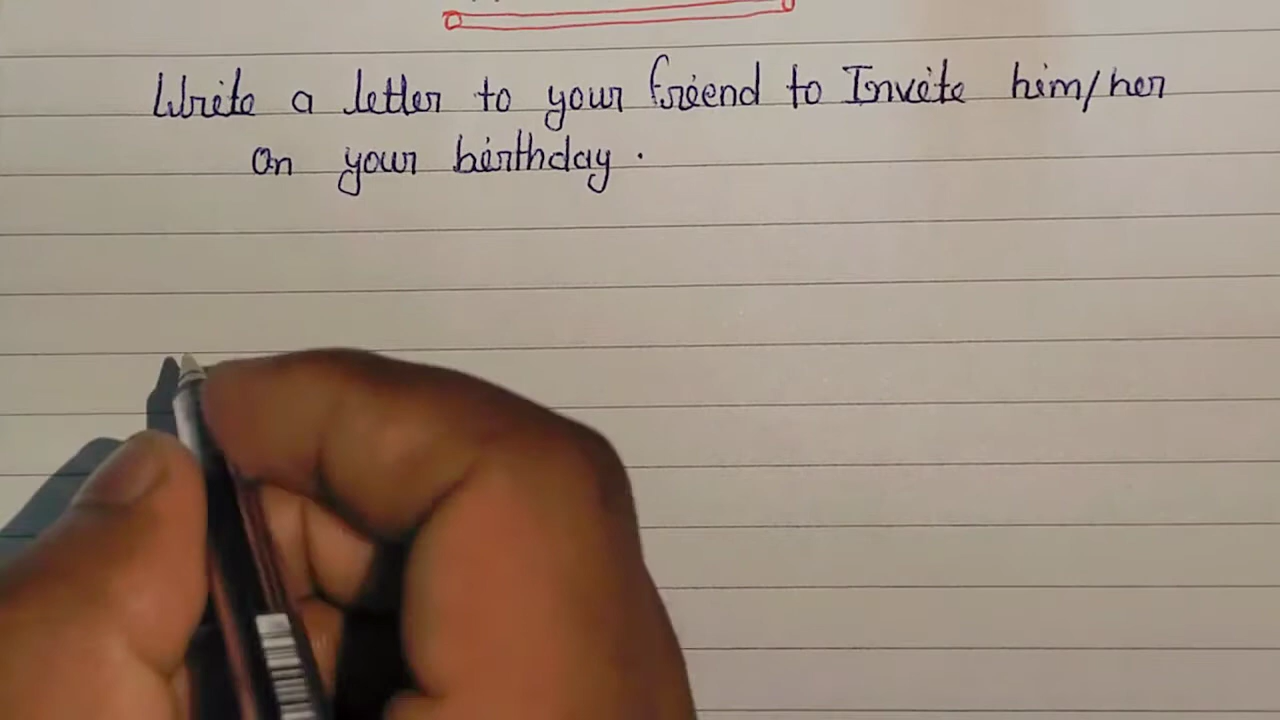 Write a letter to your friend to Invite him/her
on your birthday.